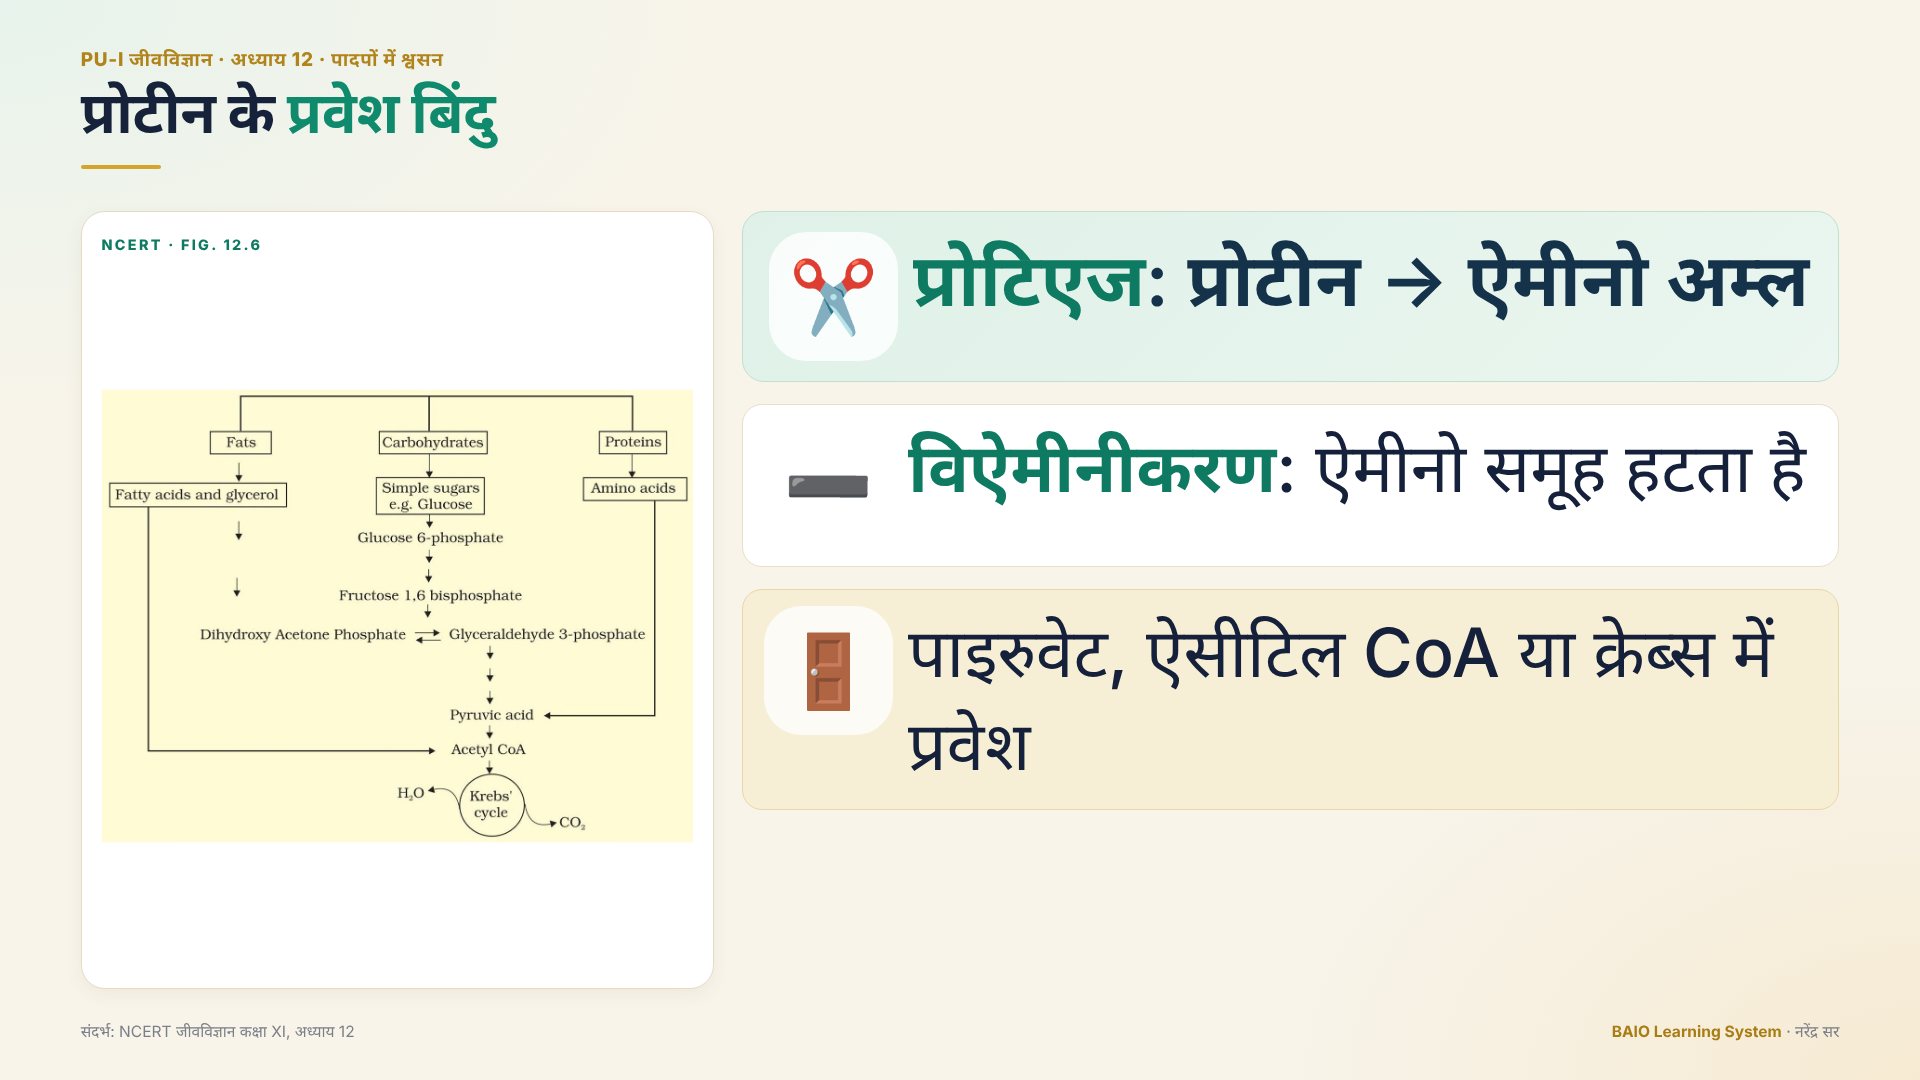 PU-I जीवविज्ञान · अध्याय 12 · पादपों में श्वसन
प्रोटीन के प्रवेश बिंदु
NCERT · FIG. 12.6
Fats
Carbohydrates
Proteins
Fatty acids and glycerol
Simple sugars
e.g. Glucose
Amino acids
Glucose 6-phosphate
Fructose 1,6 bisphosphate
Dihydroxy Acetone Phosphate
Glyceraldehyde 3-phosphate
Pyruvic acid
Acetyl CoA
H₂O
Krebs'
cycle
CO₂
प्रोटिएज: प्रोटीन → ऐमीनो अम्ल
विऐमीनीकरण: ऐमीनो समूह हटता है
पाइरुवेट, ऐसीटिल CoA या क्रेब्स में
प्रवेश
संदर्भ: NCERT जीवविज्ञान कक्षा XI, अध्याय 12
BAIO Learning System · नरेंद्र सर